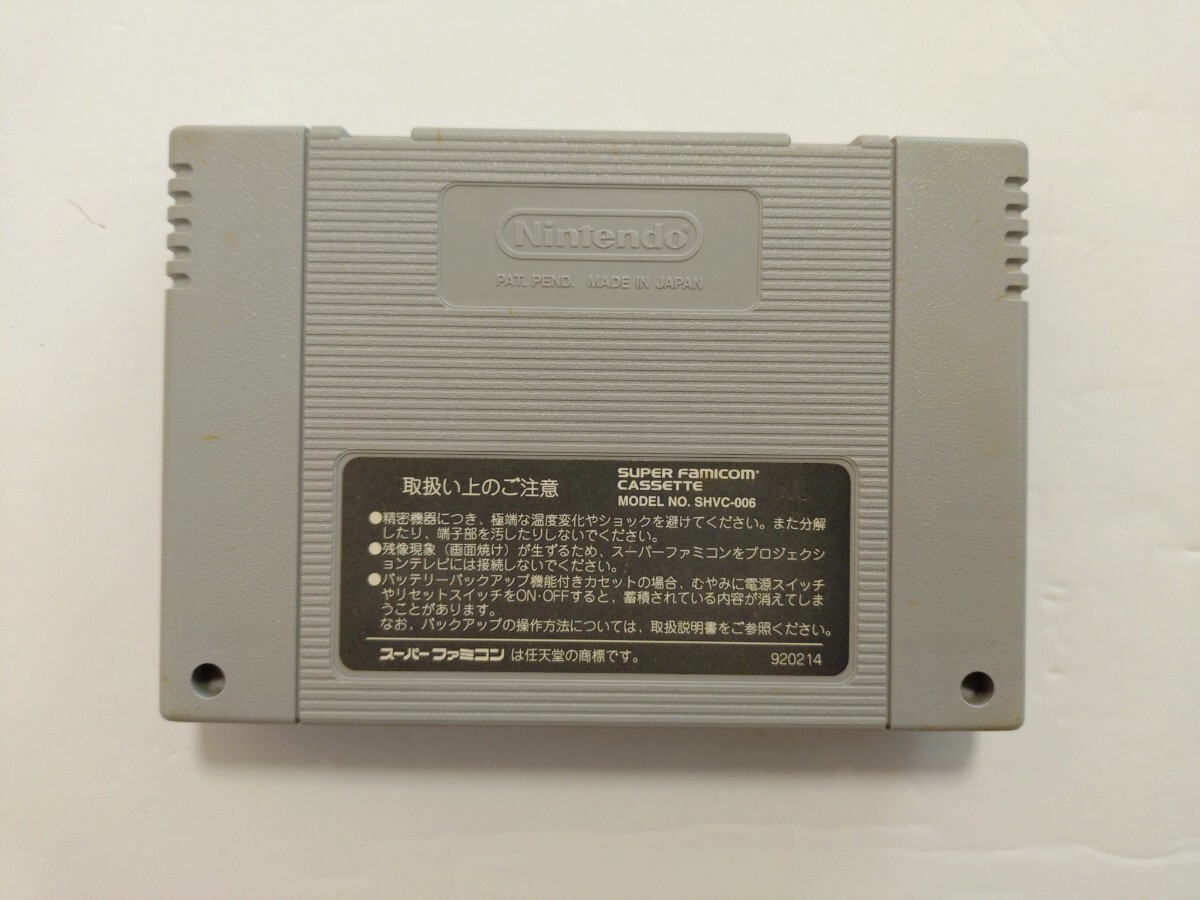 Nintendo®
PAT. PEND. MADE IN JAPAN
取扱い上のご注意
SUPER FAMICOM®
CASSETTE
MODEL NO. SHVC-006
●精密機器につき、極端な温度変化やショックを避けてください。また分解
したり、端子部を汚したりしないでください。
●残像現象（画面焼け）が生ずるため、スーパーファミコンをプロジェクシ
ョンテレビには接続しないでください。
●バッテリーバックアップ機能付きカセットの場合、むやみに電源スイッチ
やリセットスイッチをON・OFFすると、蓄積されている内容が消えてしま
うことがあります。
なお、バックアップの操作方法については、取扱説明書をご参照ください。
スーパーファミコンは任天堂の商標です。
920214